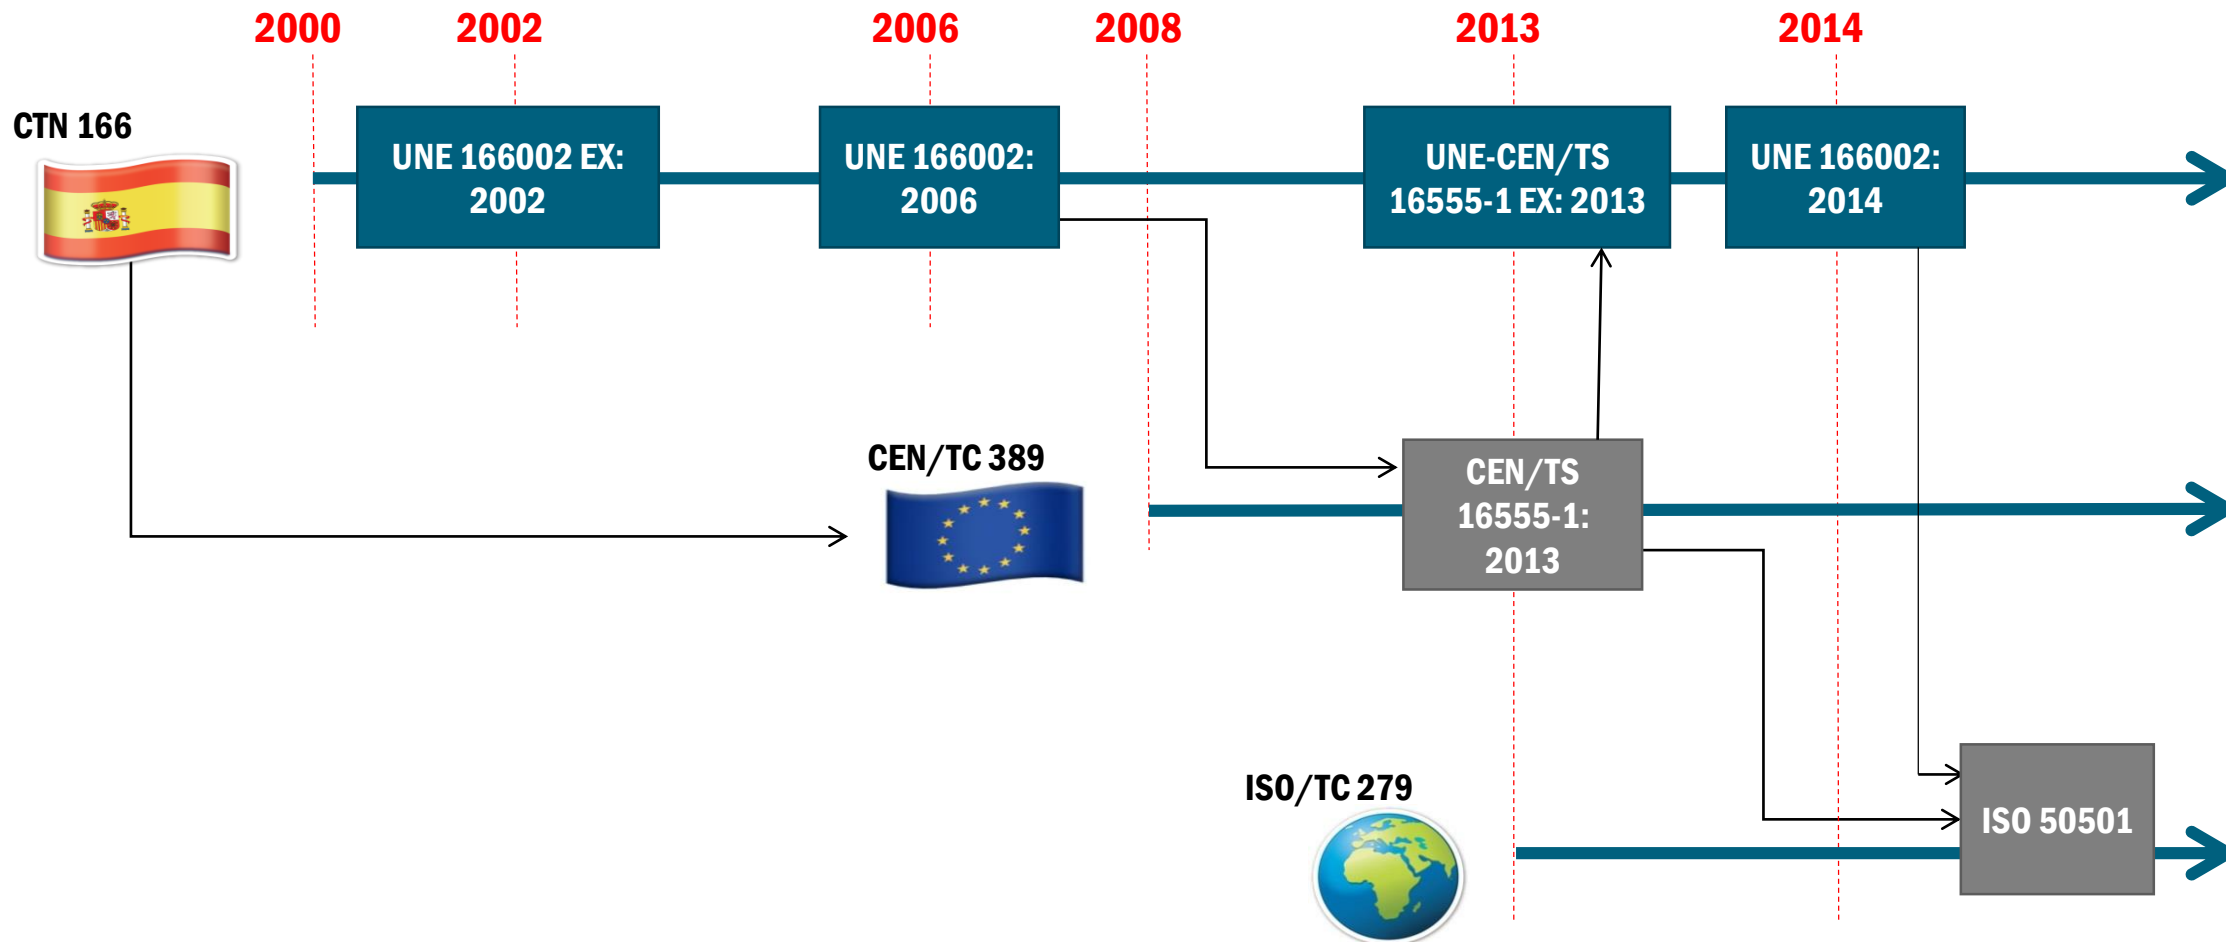 2000
2002
2006
2008
2013
2014
CTN 166
UNE 166002 EX:
2002
UNE 166002:
2006
UNE-CEN/TS
16555-1 EX: 2013
UNE 166002:
2014
CEN/TC 389
CEN/TS
16555-1:
2013
ISO/TC 279
ISO 50501